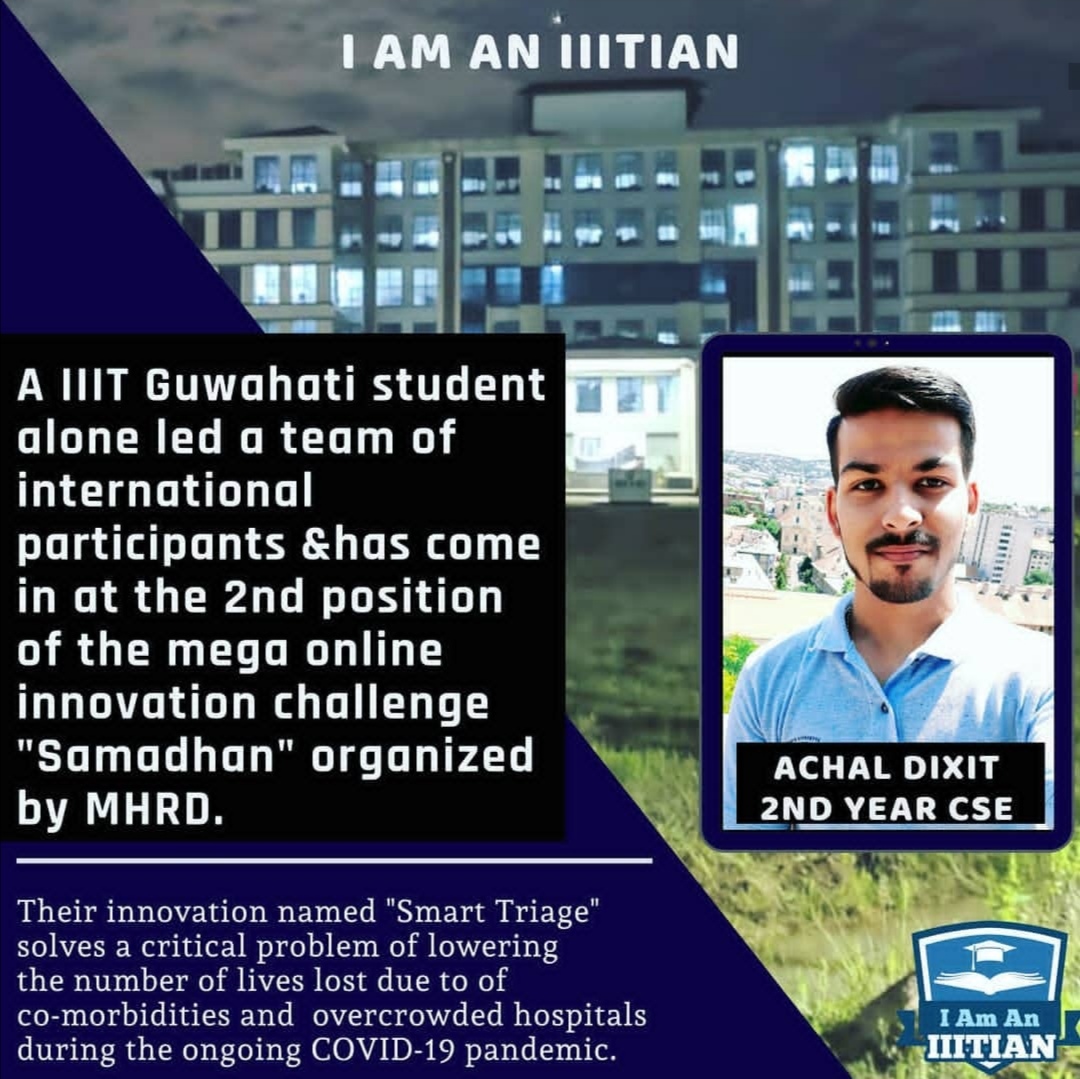 I AM AN IIITIAN
A IIIT Guwahati student
alone led a team of
international
participants &has come
in at the 2nd position
of the mega online
innovation challenge
"Samadhan" organized
by MHRD.
ACHAL DIXIT
2ND YEAR CSE
Their innovation named "Smart Triage"
solves a critical problem of lowering
the number of lives lost due to of
co-morbidities and overcrowded hospitals
during the ongoing COVID-19 pandemic.
I Am An
IIITIAN